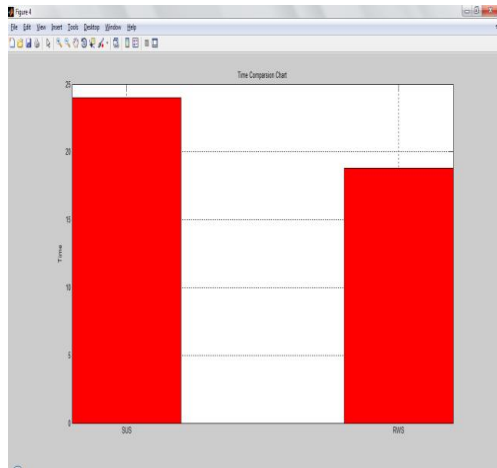 Figure 4
File Edit View Insert Tools Desktop Window Help
Time Comparsion Chart
25
20
15
10
5
0
Time
SUS RWS